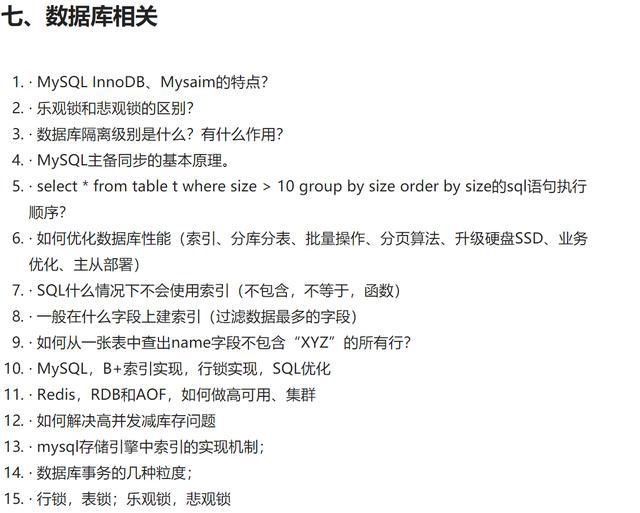 七、数据库相关
1. · MySQL InnoDB、Mysaim的特点?
2. · 乐观锁和悲观锁的区别?
3. · 数据库隔离级别是什么?有什么作用?
4. · MySQL主备同步的基本原理。
5. · select * from table t where size > 10 group by size order by size的sql语句执行
顺序?
6. · 如何优化数据库性能（索引、分库分表、批量操作、分页算法、升级硬盘SSD、业务
优化、主从部署）
7. · SQL什么情况下不会使用索引（不包含，不等于，函数）
8. · 一般在什么字段上建索引（过滤数据最多的字段）
9. · 如何从一张表中查出name字段不包含“XYZ”的所有行?
10. · MySQL，B+索引实现，行锁实现，SQL优化
11. · Redis，RDB和AOF，如何做高可用、集群
12. · 如何解决高并发减库存问题
13. · mysql存储引擎中索引的实现机制；
14. · 数据库事务的几种粒度；
15. · 行锁，表锁；乐观锁，悲观锁